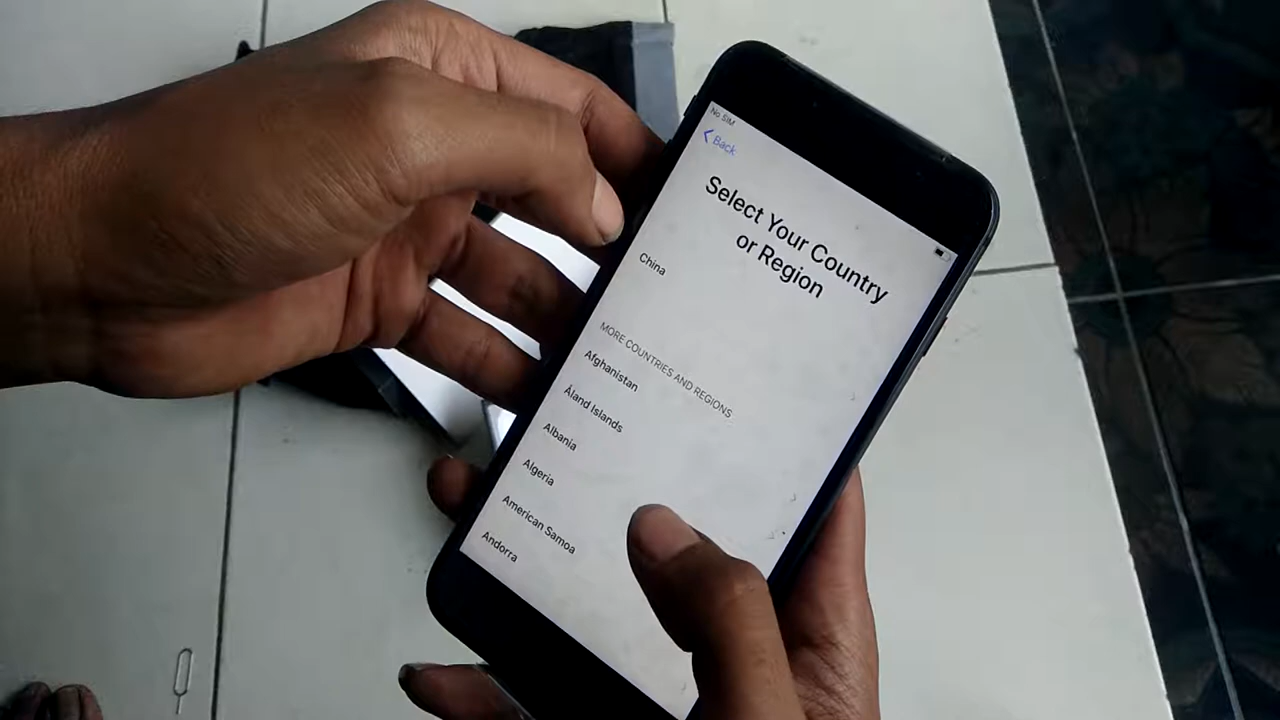 No SIM
Back
Select Your Country
or Region
China
MORE COUNTRIES AND REGIONS
Afghanistan
Åland Islands
Albania
Algeria
American Samoa
Andorra